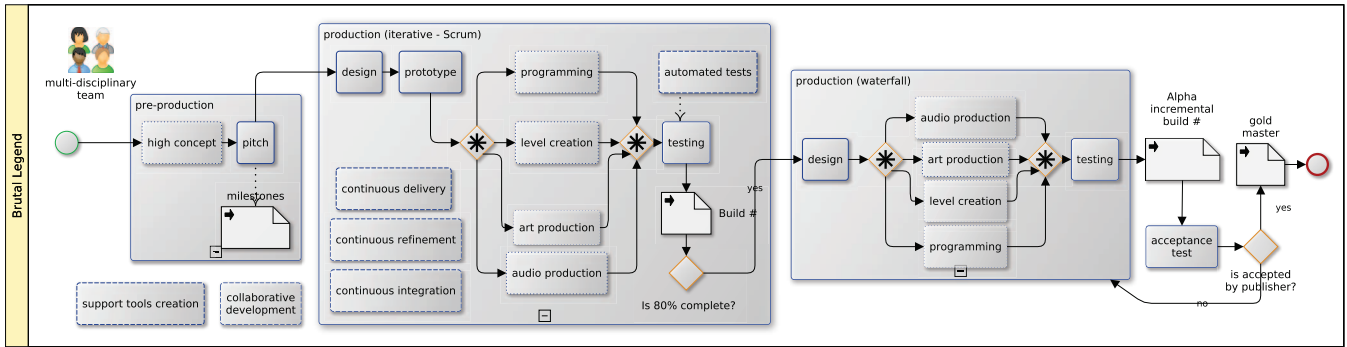 Brutal Legend
multi-disciplinary
team
pre-production
high concept
pitch
milestones
support tools creation
collaborative
development
production (iterative - Scrum)
design
prototype
programming
level creation
art production
audio production
automated tests
testing
continuous delivery
continuous refinement
continuous integration
Build #
Is 80% complete?
yes
production (waterfall)
design
audio production
art production
level creation
programming
testing
Alpha
incremental
build #
gold
master
acceptance
test
yes
is accepted
by publisher?
no